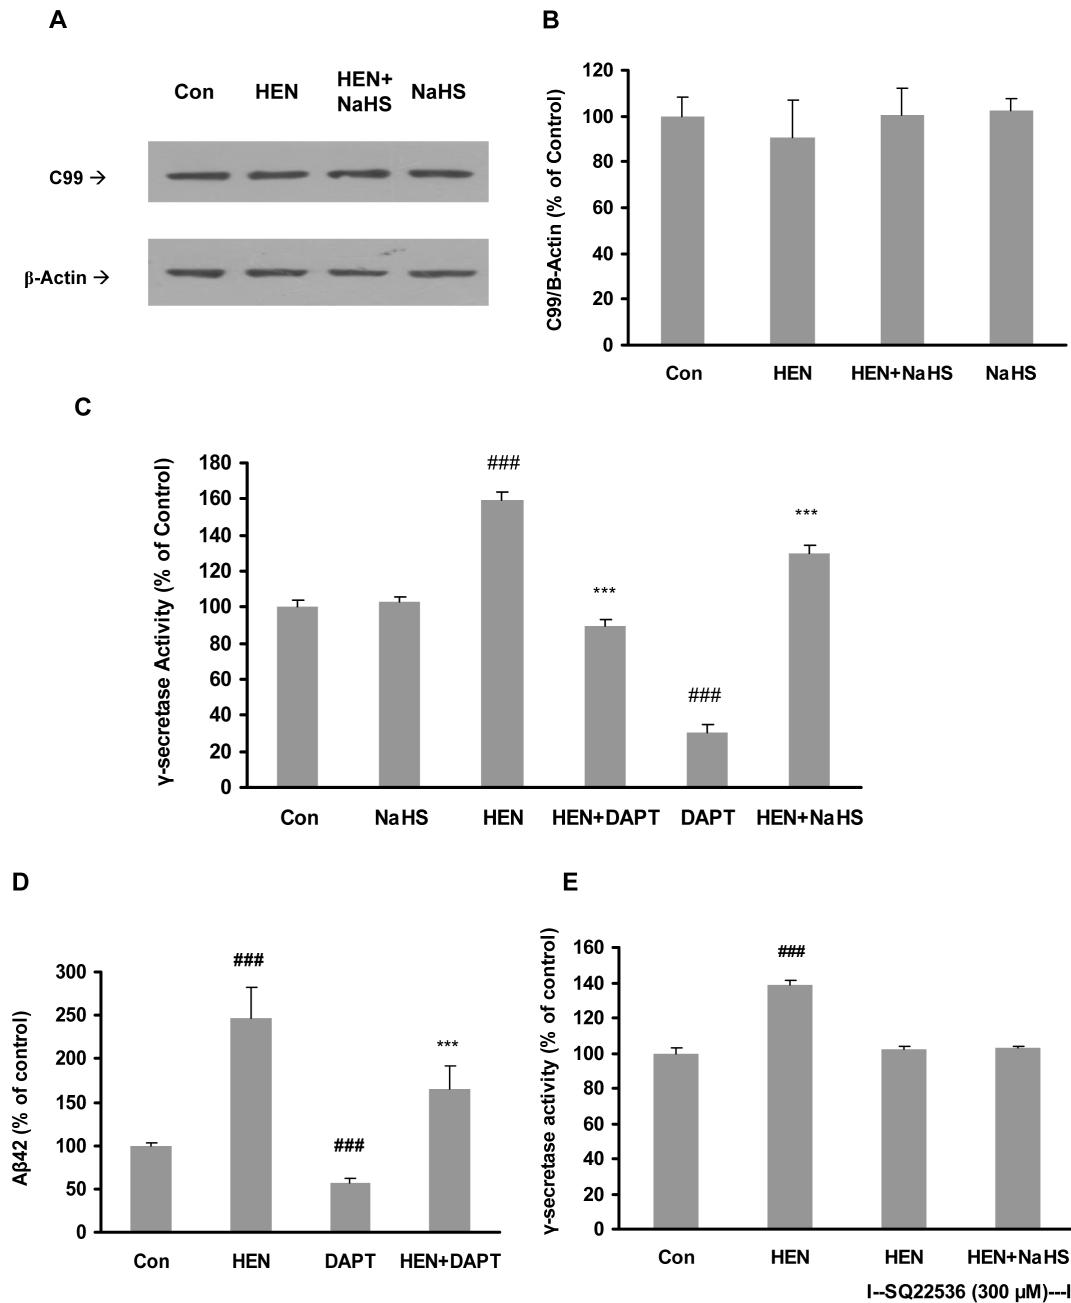 A
Con HEN HEN+ NaHS NaHS
C99 →
β-Actin →
B
C99/B-Actin (% of Control)
120
100
80
60
40
20
0
Con HEN HEN+NaHS NaHS
C
γ-secretase Activity (% of Control)
180
160
140
120
100
80
60
40
20
0
###
***
###
***
Con NaHS HEN HEN+DAPT DAPT HEN+NaHS
D
Aβ42 (% of control)
300
250
200
150
100
50
0
###
###
***
Con HEN DAPT HEN+DAPT
E
γ-secretase activity (% of control)
160
140
120
100
80
60
40
20
0
###
Con HEN HEN HEN+NaHS
I--SQ22536 (300 μM)---I